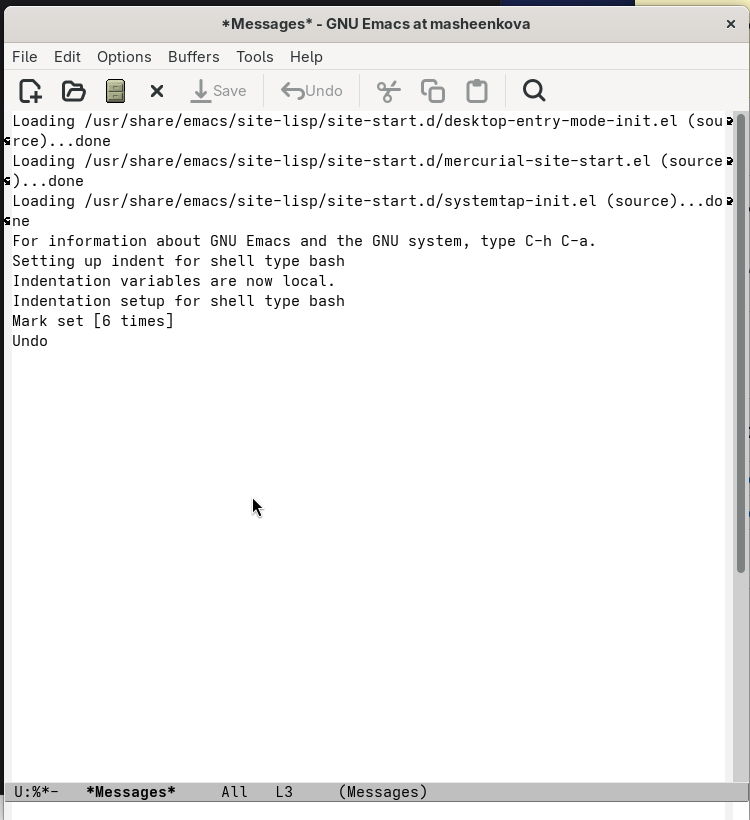 *Messages* - GNU Emacs at masheenkova
File Edit Options Buffers Tools Help
Save Undo
Loading /usr/share/emacs/site-lisp/site-start.d/desktop-entry-mode-init.el (sou
rce)...done
Loading /usr/share/emacs/site-lisp/site-start.d/mercurial-site-start.el (source
)...done
Loading /usr/share/emacs/site-lisp/site-start.d/systemtap-init.el (source)...do
ne
For information about GNU Emacs and the GNU system, type C-h C-a.
Setting up indent for shell type bash
Indentation variables are now local.
Indentation setup for shell type bash
Mark set [6 times]
Undo
U:%*- *Messages* All L3 (Messages)